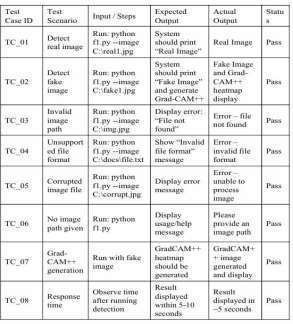 Test Case ID | Test Scenario | Input / Steps | Expected Output | Actual Output | Statu s
TC_01 | Detect real image | Run: python f1.py --image C:\real1.jpg | System should print “Real Image” | Real Image | Pass
TC_02 | Detect fake image | Run: python f1.py --image C:\fake1.jpg | System should print “Fake Image” and generate Grad-CAM++ | Fake Image and Grad-CAM++ heatmap display | Pass
TC_03 | Invalid image path | Run: python f1.py --image C:\img.jpg | Display error: “File not found” | Error – file not found | Pass
TC_04 | Unsupport ed file format | Run: python f1.py --image C:\docs\file.txt | Show “Invalid file format” message | Error – invalid file format | Pass
TC_05 | Corrupted image file | Run: python f1.py --image C:\corrupt.jpg | Display error message | Error – unable to process image | Pass
TC_06 | No image path given | Run: python f1.py | Display usage/help message | Please provide an image path | Pass
TC_07 | Grad-CAM++ generation | Run with fake image | GradCAM++ heatmap should be generated | GradCAM+ + image generated and display | Pass
TC_08 | Response time | Observe time after running detection | Result displayed within 5-10 seconds | Result displayed in ~5 seconds | Pass